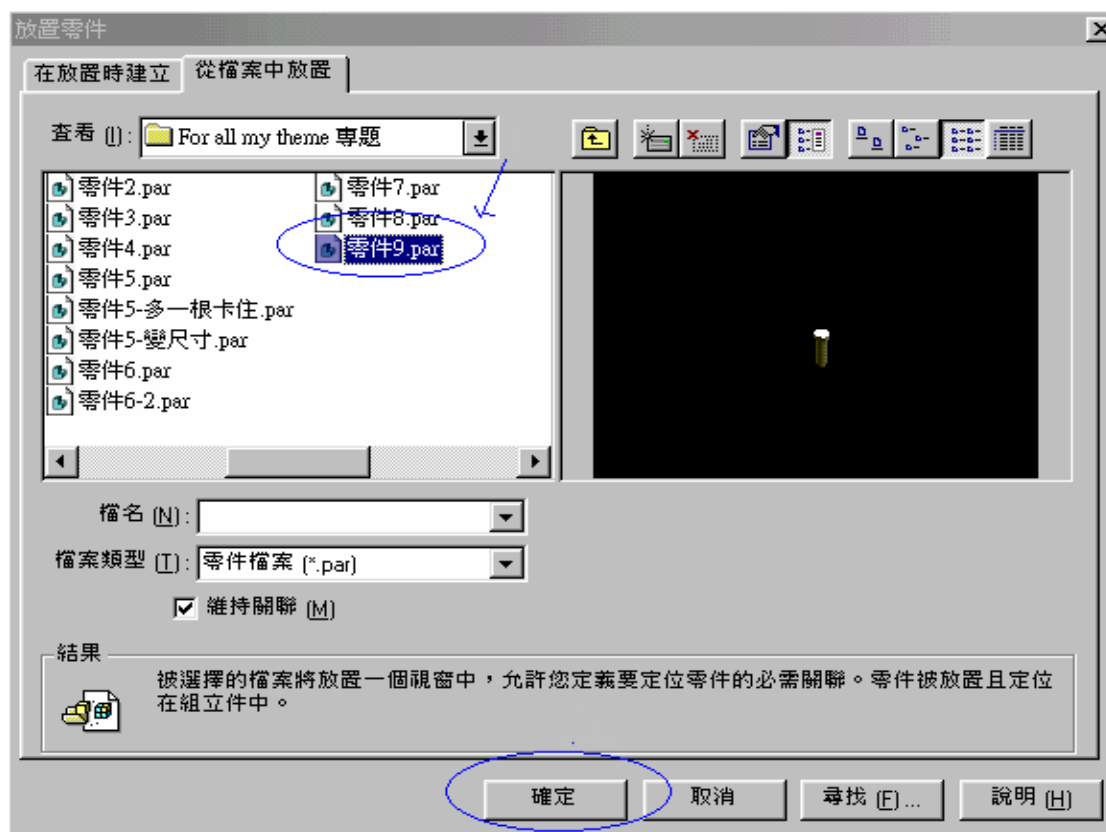 放置零件
在放置時建立 從檔案中放置
查看 (I): For all my theme 專題
零件2.par 零件7.par
零件3.par 零件8.par
零件4.par 零件9.par
零件5.par
零件5-多一根卡住.par
零件5-變尺寸.par
零件6.par
零件6-2.par
檔名 (N):
檔案類型 (T): 零件檔案 (*.par)
維持關聯 (M)
結果
被選擇的檔案將放置一個視窗中，允許您定義要定位零件的必需關聯。零件被放置且定位
在組立件中。
確定 取消 尋找 (F) ... 說明 (H)